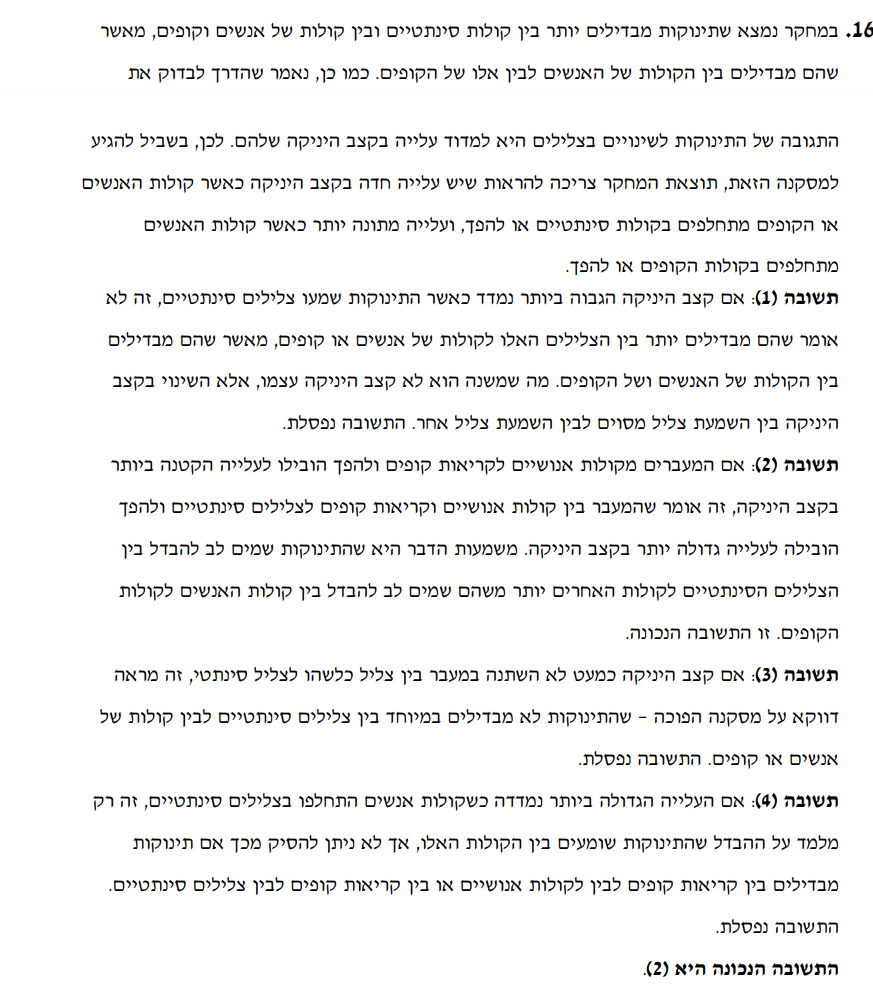 16. במחקר נמצא שתינוקות מבדילים יותר בין קולות סינתטיים ובין קולות של אנשים וקופים, מאשר
שהם מבדילים בין הקולות של האנשים לבין אלו של הקופים. כמו כן, נאמר שהדרך לבדוק את
התגובה של התינוקות לשינויים בצלילים היא למדוד עלייה בקצב היניקה שלהם. לכן, בשביל להגיע
למסקנה הזאת, תוצאת המחקר צריכה להראות שיש עלייה חדה בקצב היניקה כאשר קולות האנשים
או הקופים מתחלפים בקולות סינתטיים או להפך, ועלייה מתונה יותר כאשר קולות האנשים
מתחלפים בקולות הקופים או להפך.
תשובה (1): אם קצב היניקה הגבוה ביותר נמדד כאשר התינוקות שמעו צלילים סינתטיים, זה לא
אומר שהם מבדילים יותר בין הצלילים האלו לקולות של אנשים או קופים, מאשר שהם מבדילים
בין הקולות של האנשים ושל הקופים. מה שמשנה הוא לא קצב היניקה עצמו, אלא השינוי בקצב
היניקה בין השמעת צליל מסוים לבין השמעת צליל אחר. התשובה נפסלת.
תשובה (2): אם המעברים מקולות אנושיים לקריאות קופים ולהפך הובילו לעלייה הקטנה ביותר
בקצב היניקה, זה אומר שהמעבר בין קולות אנושיים וקריאות קופים לצלילים סינתטיים ולהפך
הובילה לעלייה גדולה יותר בקצב היניקה. משמעות הדבר היא שהתינוקות שמים לב להבדל בין
הצלילים הסינתטיים לקולות האחרים יותר משהם שמים לב להבדל בין קולות האנשים לקולות
הקופים. זו התשובה הנכונה.
תשובה (3): אם קצב היניקה כמעט לא השתנה במעבר בין צליל כלשהו לצליל סינתטי, זה מראה
דווקא על מסקנה הפוכה – שהתינוקות לא מבדילים במיוחד בין צלילים סינתטיים לבין קולות של
אנשים או קופים. התשובה נפסלת.
תשובה (4): אם העלייה הגדולה ביותר נמדדה כשקולות אנשים התחלפו בצלילים סינתטיים, זה רק
מלמד על ההבדל שהתינוקות שומעים בין הקולות האלו, אך לא ניתן להסיק מכך אם תינוקות
מבדילים בין קריאות קופים לבין לקולות אנושיים או בין קריאות קופים לבין צלילים סינתטיים.
התשובה נפסלת.
התשובה הנכונה היא (2).